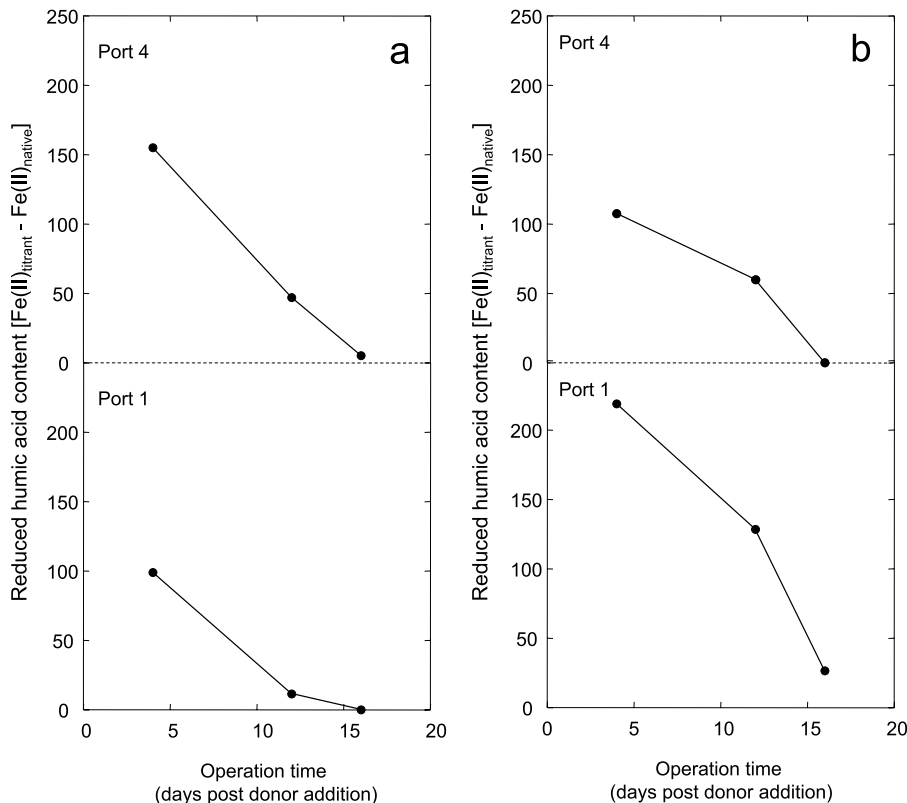 Reduced humic acid content [Fe(II)titrant - Fe(II)native]
250
Port 4
a
200
150
100
50
0
Port 1
200
150
100
50
0
0
5
10
15
20
Operation time
(days post donor addition)
Reduced humic acid content [Fe(II)titrant - Fe(II)native]
250
Port 4
b
200
150
100
50
0
Port 1
200
150
100
50
0
0
5
10
15
20
Operation time
(days post donor addition)